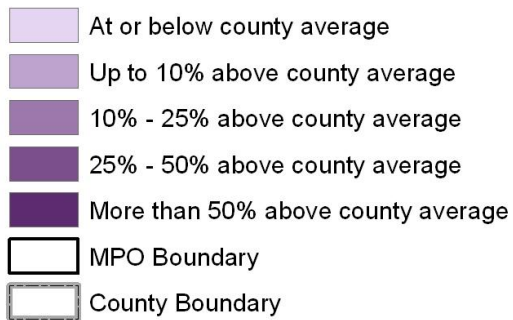 At or below county average
Up to 10% above county average
10% - 25% above county average
25% - 50% above county average
More than 50% above county average
MPO Boundary
County Boundary